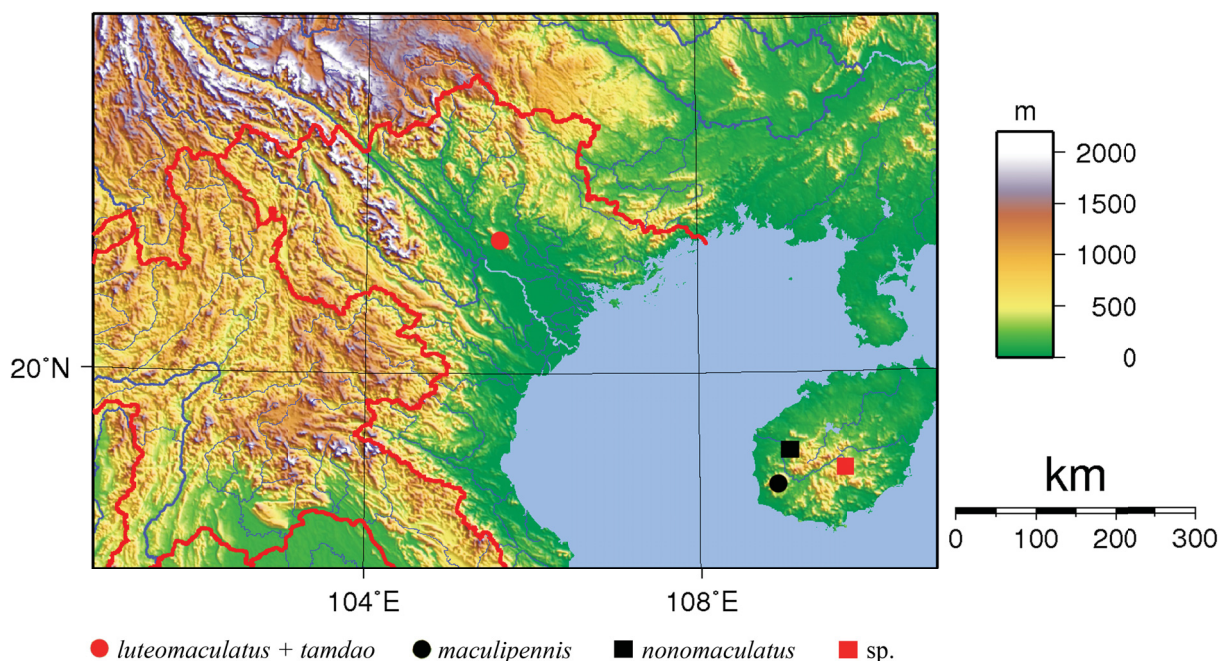 m
2000
1500
1000
500
0
20°N
km
0 100 200 300
104°E 108°E
luteomaculatus + tamdao maculipennis nonomaculatus sp.